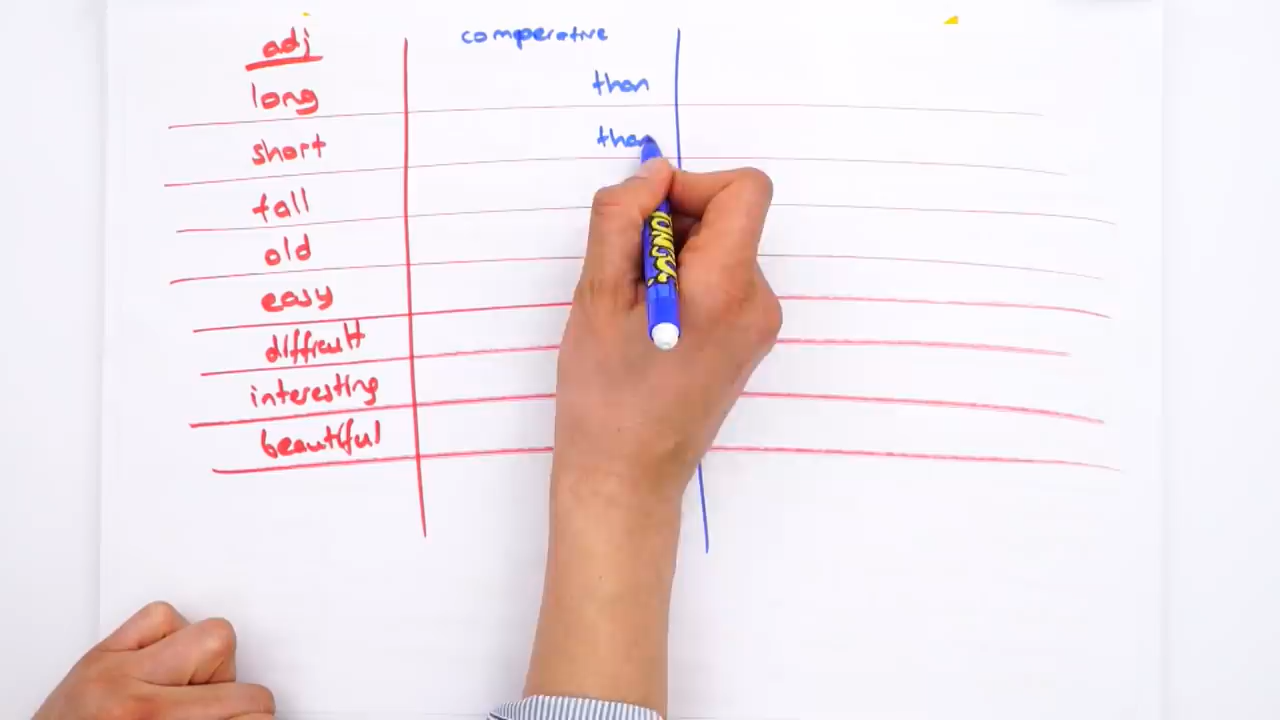 adj comperative
long than
short than
tall
old
easy
difficult
interesting
beautiful